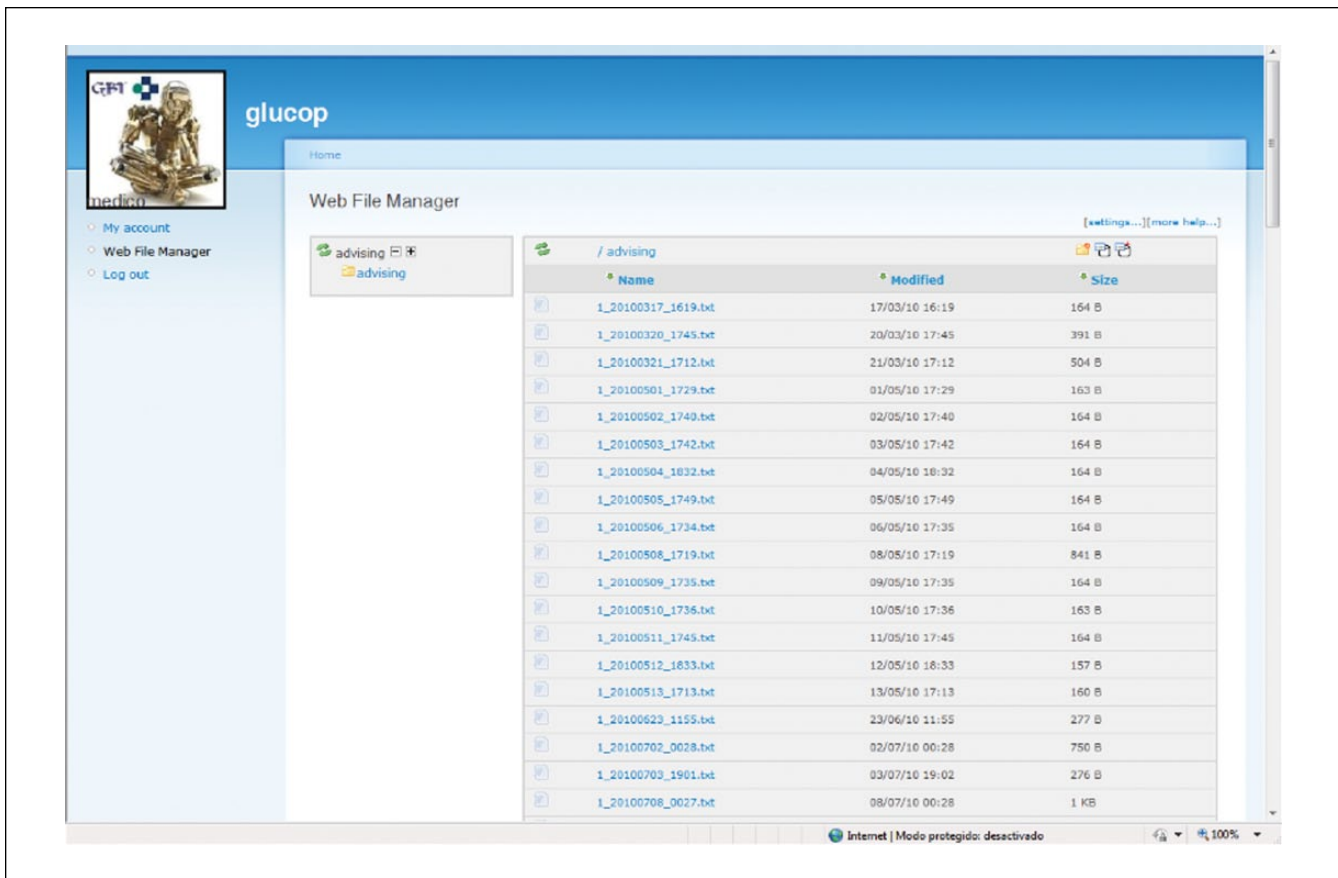 GBT
glucop
Home
medico
My account
Web File Manager
Log out
Web File Manager
[settings...][more help...]
advising
advising
/ advising
Name Modified Size
1_20100317_1619.txt 17/03/10 16:19 164 B
1_20100320_1745.txt 20/03/10 17:45 391 B
1_20100321_1712.txt 21/03/10 17:12 504 B
1_20100501_1729.txt 01/05/10 17:29 163 B
1_20100502_1740.txt 02/05/10 17:40 164 B
1_20100503_1742.txt 03/05/10 17:42 164 B
1_20100504_1832.txt 04/05/10 18:32 164 B
1_20100505_1749.txt 05/05/10 17:49 164 B
1_20100506_1734.txt 06/05/10 17:35 164 B
1_20100508_1719.txt 08/05/10 17:19 841 B
1_20100509_1735.txt 09/05/10 17:35 164 B
1_20100510_1736.txt 10/05/10 17:36 163 B
1_20100511_1745.txt 11/05/10 17:45 164 B
1_20100512_1833.txt 12/05/10 18:33 157 B
1_20100513_1713.txt 13/05/10 17:13 160 B
1_20100623_1155.txt 23/06/10 11:55 277 B
1_20100702_0028.txt 02/07/10 00:28 750 B
1_20100703_1901.txt 03/07/10 19:02 276 B
1_20100708_0027.txt 08/07/10 00:28 1 KB
Internet | Modo protegido: desactivado 100%